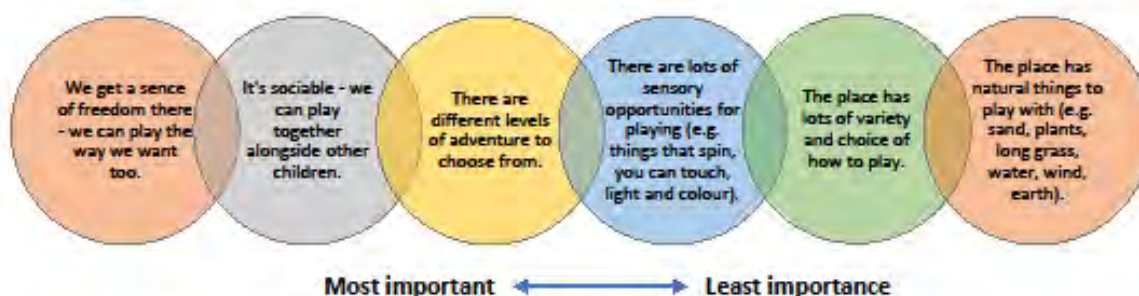 We get a sence
of freedom there
- we can play the
way we want
too.
It's sociable - we
can play
together
alongside other
children.
There are
different levels
of adventure to
choose from.
There are lots of
sensory
opportunities for
playing (e.g.
things that spin,
you can touch,
light and colour).
The place has
lots of variety
and choice of
how to play.
The place has
natural things to
play with (e.g.
sand, plants,
long grass,
water, wind,
earth).
Most important
Least importance